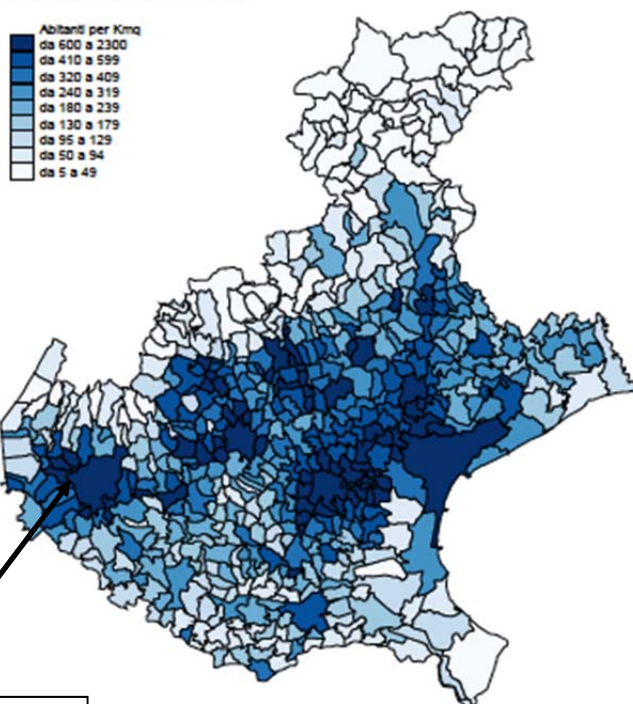 Abitanti per Kmq
da 600 a 2300
da 410 a 599
da 320 a 409
da 240 a 319
da 180 a 239
da 130 a 179
da 95 a 129
da 50 a 94
da 5 a 49